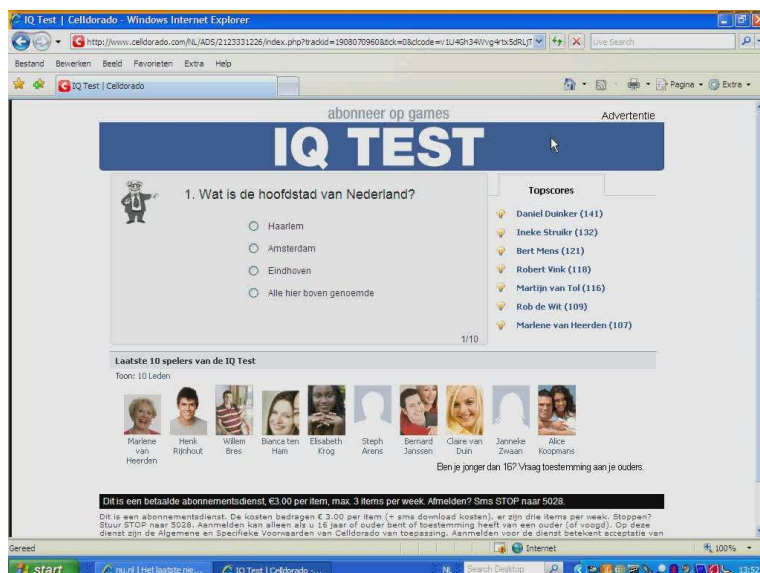 IQ Test | Celldorado - Windows Internet Explorer
Live Search
Bestand Bewerken Beeld Favorieten Extra Help
IQ Test | Celldorado
Pagina Extra
abonneer op games
Advertentie
IQ TEST
1. Wat is de hoofdstad van Nederland?
Haarlem
Amsterdam
Eindhoven
Alle hier boven genoemde
1/10
Topscores
Daniel Duinker (141)
Ineke Struikr (132)
Bert Mens (121)
Robert Vink (118)
Martijn van Tol (116)
Rob de Wit (109)
Marlene van Heerden (107)
Laatste 10 spelers van de IQ Test
Toon: 10 Leden
Marlene van Heerden
Henk Rijnhout
Willem Bres
Bianca ten Ham
Elisabeth Krog
Steph Arens
Bernard Janssen
Claire van Duin
Janneke Zwaan
Alice Koopmans
Ben je jonger dan 16? Vraag toestemming aan je ouders.
Dit is een betaalde abonnementsdienst, €3.00 per item, max. 3 items per week. Afmelden? Sms STOP naar 5028.
Dit is een abonnementsdienst. De kosten bedragen € 3.00 per item (+ sms download kosten). er zijn drie items per week. Stoppen?
Stuur STOP naar 5028. Aanmelden kan alleen als u 16 jaar of ouder bent of toestemming heeft van een ouder (of voogd). Op deze
dienst zijn de Algemene en Specifieke Voorwaarden van Celldorado van toepassing. Aanmelden voor de dienst betekent acceptatie van
Gereed
Internet
100%
start
nu.nl | Het laatste nie...
IQ Test | Celldorado -...
NL
Search Desktop
13:52